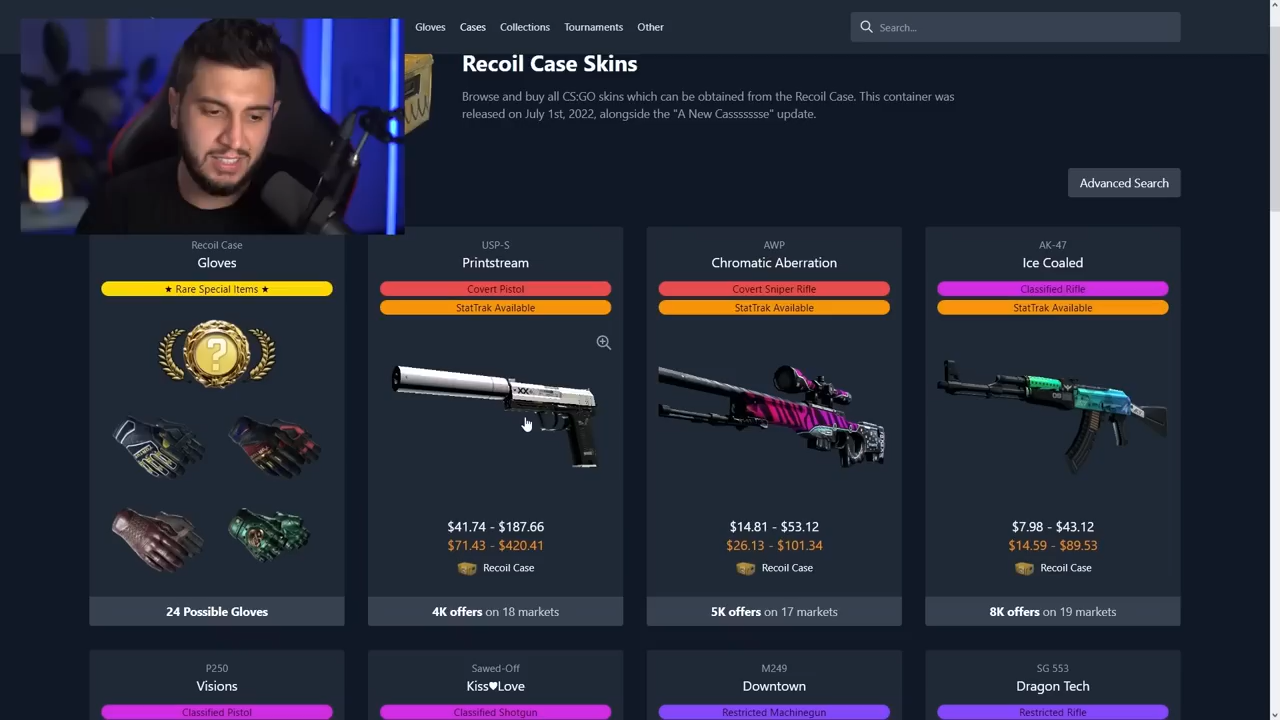 Gloves Cases Collections Tournaments Other
Search...
Recoil Case Skins
Browse and buy all CS:GO skins which can be obtained from the Recoil Case. This container was
released on July 1st, 2022, alongside the "A New Casssssse" update.
Advanced Search
Recoil Case
Gloves
★ Rare Special Items ★
?
24 Possible Gloves
USP-S
Printstream
Covert Pistol
StatTrak Available
XX
$41.74 - $187.66
$71.43 - $420.41
Recoil Case
4K offers on 18 markets
AWP
Chromatic Aberration
Covert Sniper Rifle
StatTrak Available
$14.81 - $53.12
$26.13 - $101.34
Recoil Case
5K offers on 17 markets
AK-47
Ice Coaled
Classified Rifle
StatTrak Available
$7.98 - $43.12
$14.59 - $89.53
Recoil Case
8K offers on 19 markets
P250
Visions
Classified Pistol
Sawed-Off
Kiss♥Love
Classified Shotgun
M249
Downtown
Restricted Machinegun
SG 553
Dragon Tech
Restricted Rifle